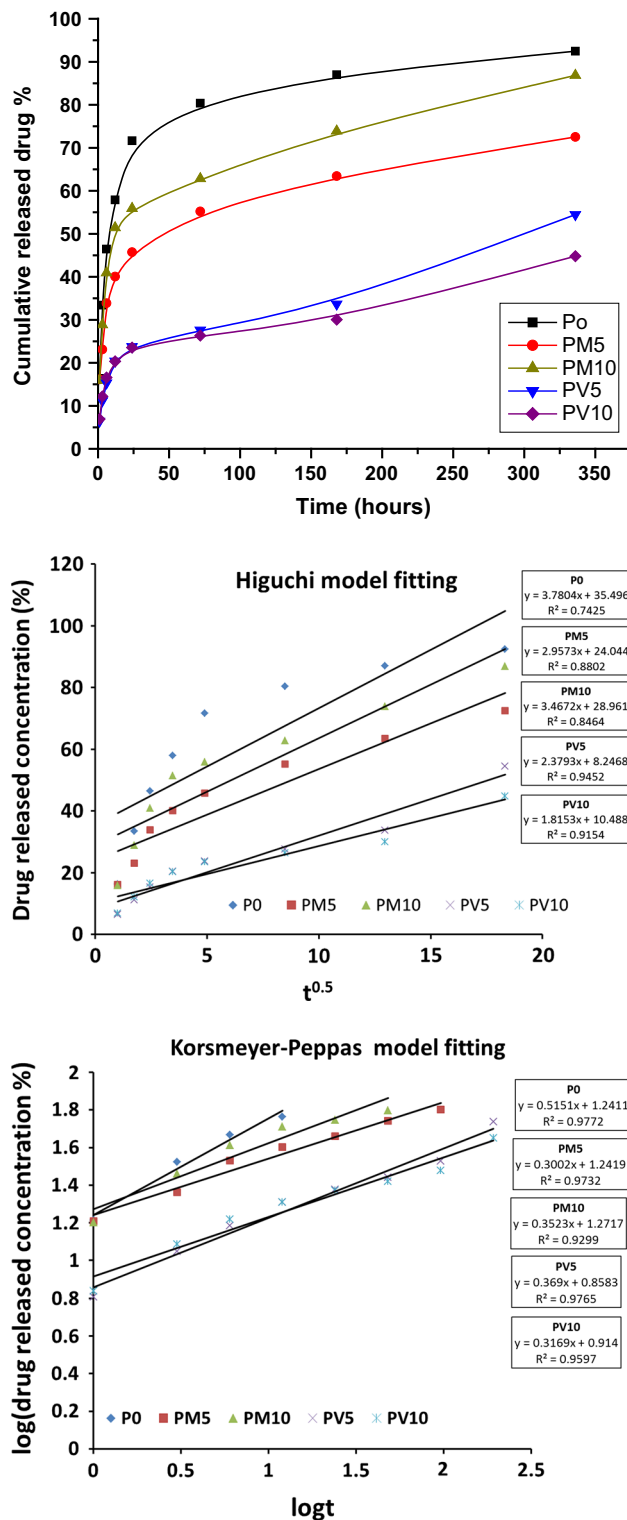 100
90
80
70
60
50
40
30
20
10
0
Cumulative released drug %
Po
PM5
PM10
PV5
PV10
0 50 100 150 200 250 300 350
Time (hours)
Higuchi model fitting
120
100
80
60
40
20
0
Drug released concentration (%)
P0
y = 3.7804x + 35.496
R² = 0.7425
PM5
y = 2.9573x + 24.044
R² = 0.8802
PM10
y = 3.4672x + 28.961
R² = 0.8464
PV5
y = 2.3793x + 8.2468
R² = 0.9452
PV10
y = 1.8153x + 10.488
R² = 0.9154
P0 PM5 PM10 PV5 PV10
0 5 10 15 20
t^0.5
Korsmeyer-Peppas model fitting
2
1.8
1.6
1.4
1.2
1
0.8
0.6
0.4
0.2
0
log(drug released concentration %)
P0
y = 0.5151x + 1.2411
R² = 0.9772
PM5
y = 0.3002x + 1.2419
R² = 0.9732
PM10
y = 0.3523x + 1.2717
R² = 0.9299
PV5
y = 0.369x + 0.8583
R² = 0.9765
PV10
y = 0.3169x + 0.914
R² = 0.9597
P0 PM5 PM10 PV5 PV10
0 0.5 1 1.5 2 2.5
logt